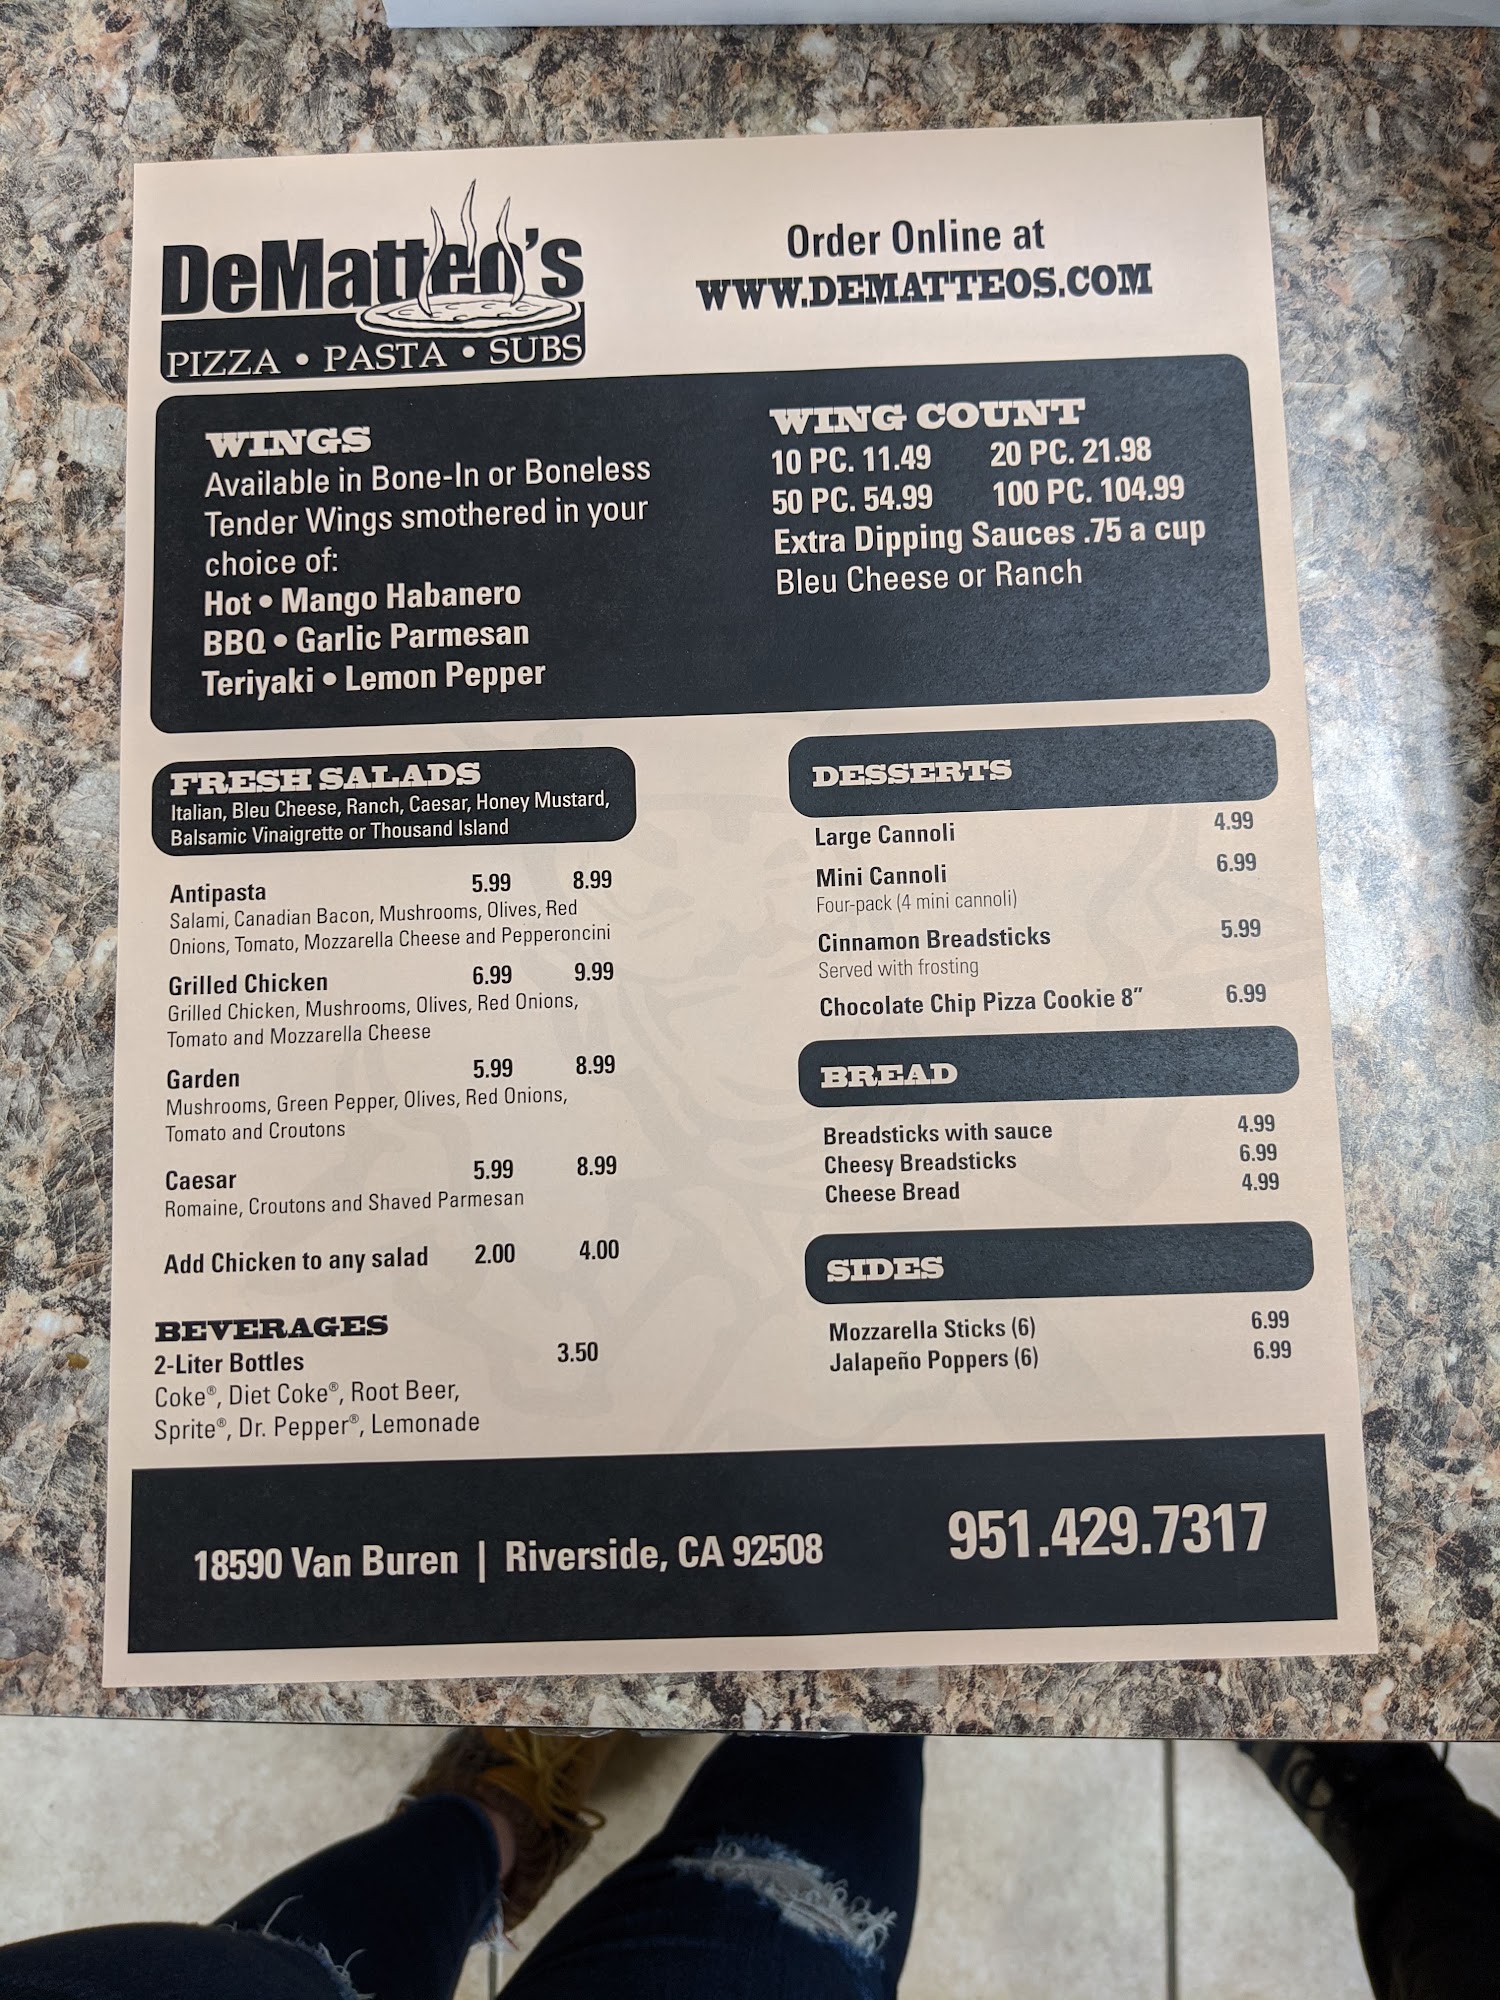 DeMatteo's
PIZZA • PASTA • SUBS
Order Online at
WWW.DEMATTEOS.COM
WINGS
Available in Bone-In or Boneless
Tender Wings smothered in your
choice of:
Hot • Mango Habanero
BBQ • Garlic Parmesan
Teriyaki • Lemon Pepper
WING COUNT
10 PC. 11.49 20 PC. 21.98
50 PC. 54.99 100 PC. 104.99
Extra Dipping Sauces .75 a cup
Bleu Cheese or Ranch
FRESH SALADS
Italian, Bleu Cheese, Ranch, Caesar, Honey Mustard,
Balsamic Vinaigrette or Thousand Island
Antipasta 5.99 8.99
Salami, Canadian Bacon, Mushrooms, Olives, Red
Onions, Tomato, Mozzarella Cheese and Pepperoncini
Grilled Chicken 6.99 9.99
Grilled Chicken, Mushrooms, Olives, Red Onions,
Tomato and Mozzarella Cheese
Garden 5.99 8.99
Mushrooms, Green Pepper, Olives, Red Onions,
Tomato and Croutons
Caesar 5.99 8.99
Romaine, Croutons and Shaved Parmesan
Add Chicken to any salad 2.00 4.00
BEVERAGES
2-Liter Bottles 3.50
Coke®, Diet Coke®, Root Beer,
Sprite®, Dr. Pepper®, Lemonade
DESSERTS
Large Cannoli 4.99
Mini Cannoli 6.99
Four-pack (4 mini cannoli)
Cinnamon Breadsticks 5.99
Served with frosting
Chocolate Chip Pizza Cookie 8″ 6.99
BREAD
Breadsticks with sauce 4.99
Cheesy Breadsticks 6.99
Cheese Bread 4.99
SIDES
Mozzarella Sticks (6) 6.99
Jalapeño Poppers (6) 6.99
18590 Van Buren | Riverside, CA 92508
951.429.7317